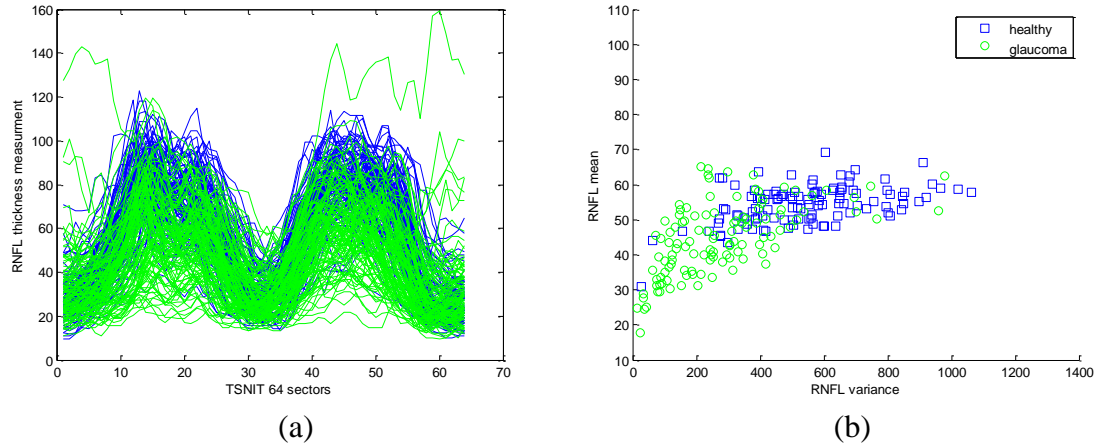 160
140
120
100
80
60
40
20
0
RNFL thickness measurment
0 10 20 30 40 50 60 70
TSNIT 64 sectors
(a)
110
100
90
80
70
60
50
40
30
20
10
RNFL mean
healthy
glaucoma
0 200 400 600 800 1000 1200 1400
RNFL variance
(b)